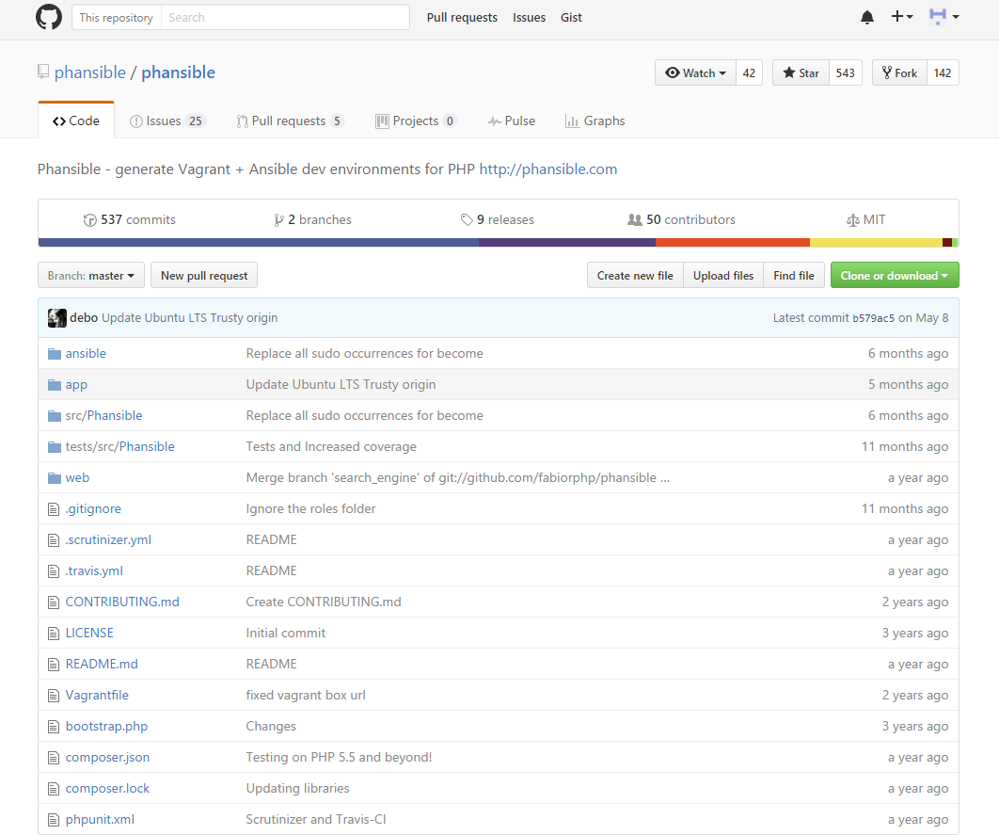 This repository Search Pull requests Issues Gist
phansible / phansible Watch 42 Star 543 Fork 142
Code Issues 25 Pull requests 5 Projects 0 Pulse Graphs
Phansible - generate Vagrant + Ansible dev environments for PHP http://phansible.com
537 commits 2 branches 9 releases 50 contributors MIT
Branch: master New pull request Create new file Upload files Find file Clone or download
debo Update Ubuntu LTS Trusty origin Latest commit b579ac5 on May 8
ansible Replace all sudo occurrences for become 6 months ago
app Update Ubuntu LTS Trusty origin 5 months ago
src/Phansible Replace all sudo occurrences for become 6 months ago
tests/src/Phansible Tests and Increased coverage 11 months ago
web Merge branch 'search_engine' of git://github.com/fabiorphp/phansible ... a year ago
.gitignore Ignore the roles folder 11 months ago
.scrutinizer.yml README a year ago
.travis.yml README a year ago
CONTRIBUTING.md Create CONTRIBUTING.md 2 years ago
LICENSE Initial commit 3 years ago
README.md README a year ago
Vagrantfile fixed vagrant box url 2 years ago
bootstrap.php Changes 3 years ago
composer.json Testing on PHP 5.5 and beyond! a year ago
composer.lock Updating libraries a year ago
phpunit.xml Scrutinizer and Travis-CI a year ago